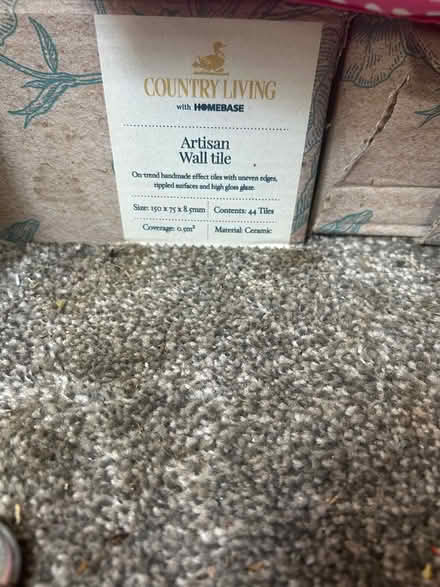 COUNTRY LIVING
with HOMEBASE
Artisan
Wall tile
On-trend handmade effect tiles with uneven edges,
rippled surfaces and high gloss glaze.
Size: 150 x 75 x 8.5mm
Contents: 44 Tiles
Coverage: 0.5m²
Material: Ceramic